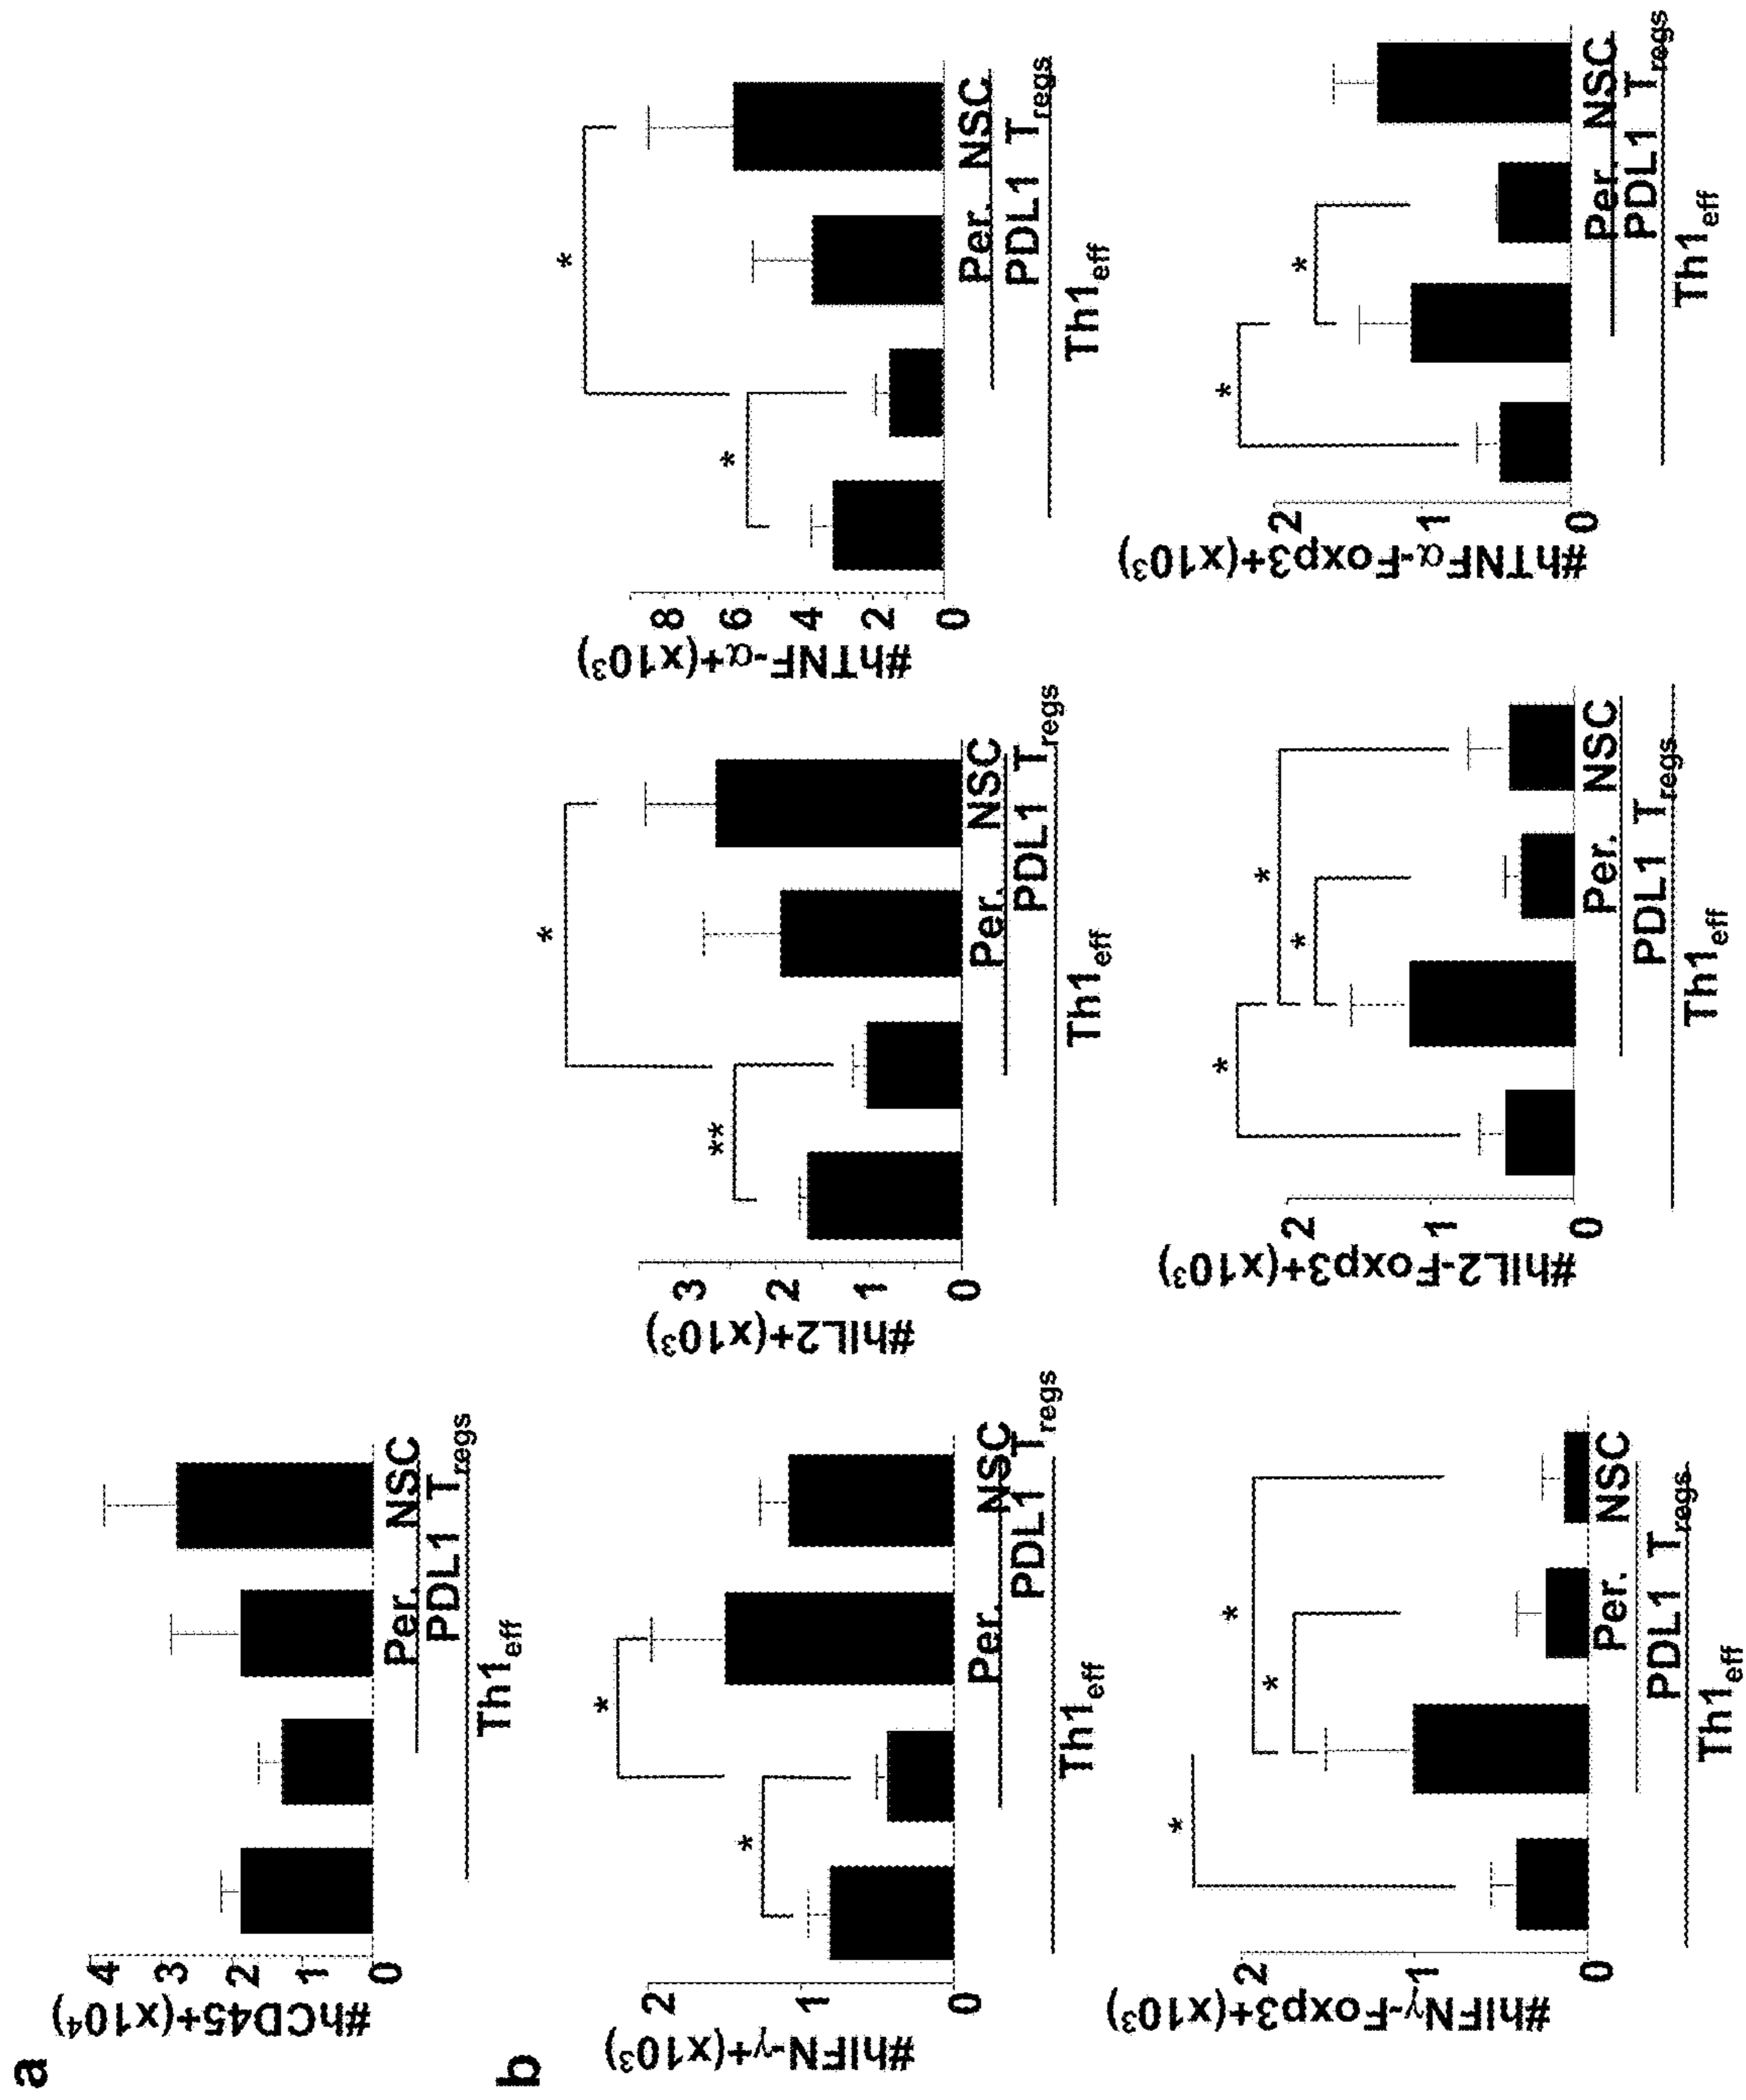 a
#hCD45+(x10⁴)
4
3
2
1
0
Per. NSC
PDL1 Tregs
Th1eff
b
#hIFN-γ+(x10³)
2
1
0
*
*
Per. NSC
PDL1 Tregs
Th1eff
#hIL2+(x10³)
3
2
1
0
**
*
Per. NSC
PDL1 Tregs
Th1eff
#hTNF-α+(x10³)
8
6
4
2
0
*
*
Per. NSC
PDL1 Tregs
Th1eff
#hIFNγ-Foxp3+(x10³)
2
1
0
*
*
*
Per. NSC
PDL1 Tregs
Th1eff
#hIL2-Foxp3+(x10³)
2
1
0
*
*
*
Per. NSC
PDL1 Tregs
Th1eff
#hTNFα-Foxp3+(x10³)
2
1
0
*
*
Per NSC
PDL1 Tregs
Th1eff